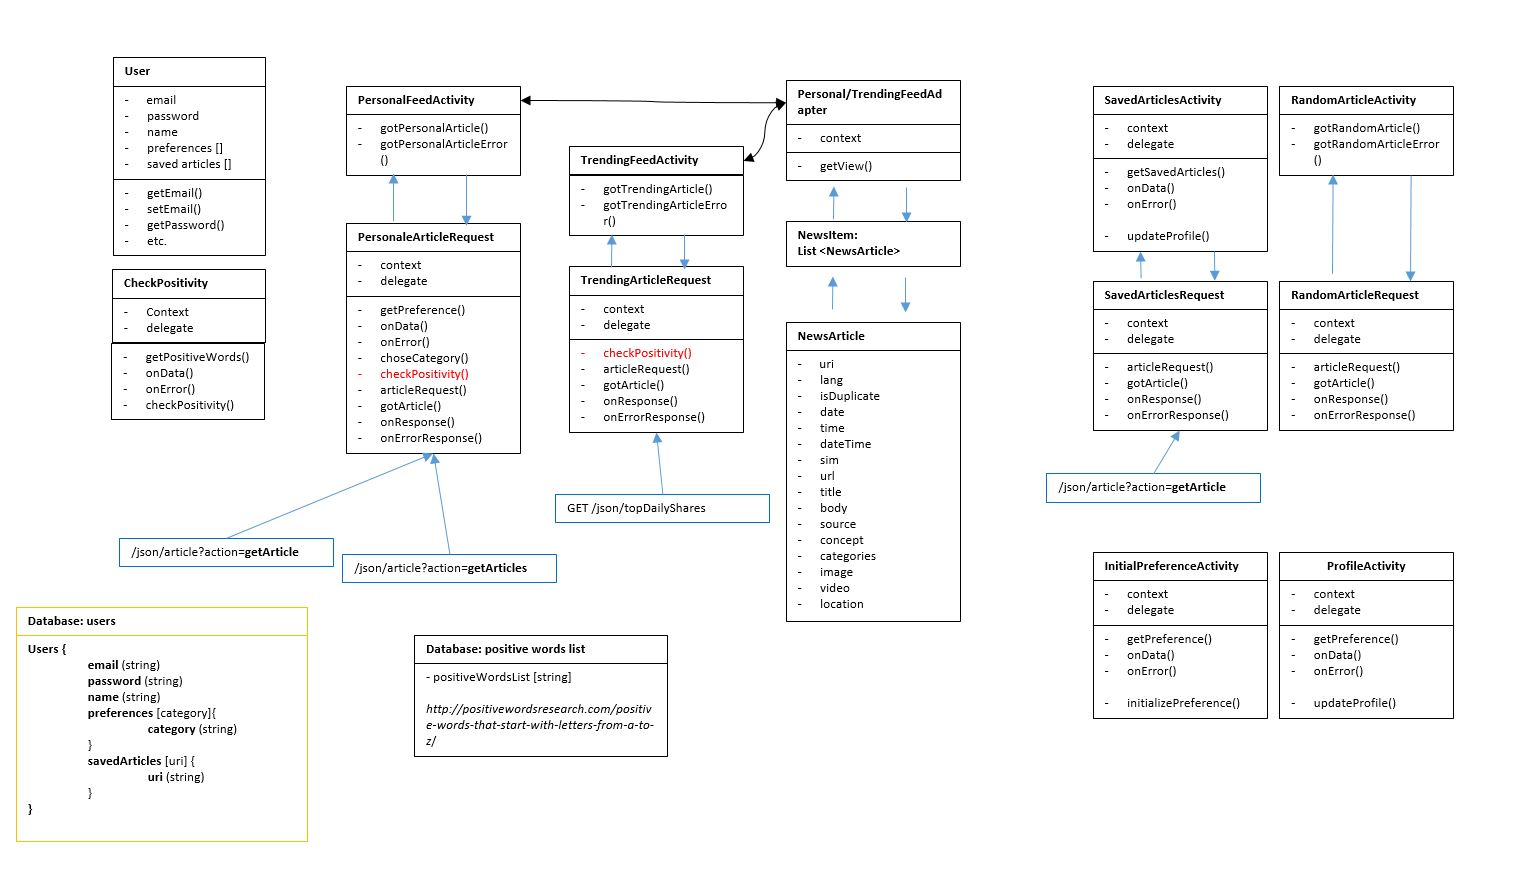 User
- email
- password
- name
- preferences []
- saved articles []
- getEmail()
- setEmail()
- getPassword()
- etc.
CheckPositivity
- Context
- delegate
- getPositiveWords()
- onData()
- onError()
- checkPositivity()
PersonalFeedActivity
- gotPersonalArticle()
- gotPersonalArticleError
()
PersonaleArticleRequest
- context
- delegate
- getPreference()
- onData()
- onError()
- choseCategory()
- checkPositivity()
- articleRequest()
- gotArticle()
- onResponse()
- onErrorResponse()
/json/article?action=getArticle
/json/article?action=getArticles
TrendingFeedActivity
- gotTrendingArticle()
- gotTrendingArticleErro
r()
TrendingArticleRequest
- context
- delegate
- checkPositivity()
- articleRequest()
- gotArticle()
- onResponse()
- onErrorResponse()
GET /json/topDailyShares
Personal/TrendingFeedAd
apter
- context
- getView()
NewsItem:
List <NewsArticle>
NewsArticle
- uri
- lang
- isDuplicate
- date
- time
- dateTime
- sim
- url
- title
- body
- source
- concept
- categories
- image
- video
- location
SavedArticlesActivity
- context
- delegate
- getSavedArticles()
- onData()
- onError()
- updateProfile()
SavedArticlesRequest
- context
- delegate
- articleRequest()
- gotArticle()
- onResponse()
- onErrorResponse()
/json/article?action=getArticle
RandomArticleActivity
- gotRandomArticle()
- gotRandomArticleError
()
RandomArticleRequest
- context
- delegate
- articleRequest()
- gotArticle()
- onResponse()
- onErrorResponse()
InitialPreferenceActivity
- context
- delegate
- getPreference()
- onData()
- onError()
- initializePreference()
ProfileActivity
- context
- delegate
- getPreference()
- onData()
- onError()
- updateProfile()
Database: users
Users {
email (string)
password (string)
name (string)
preferences [category]{
category (string)
}
savedArticles [uri] {
uri (string)
}
}
Database: positive words list
- positiveWordsList [string]
http://positivewordsresearch.com/positiv
e-words-that-start-with-letters-from-a-to-
z/